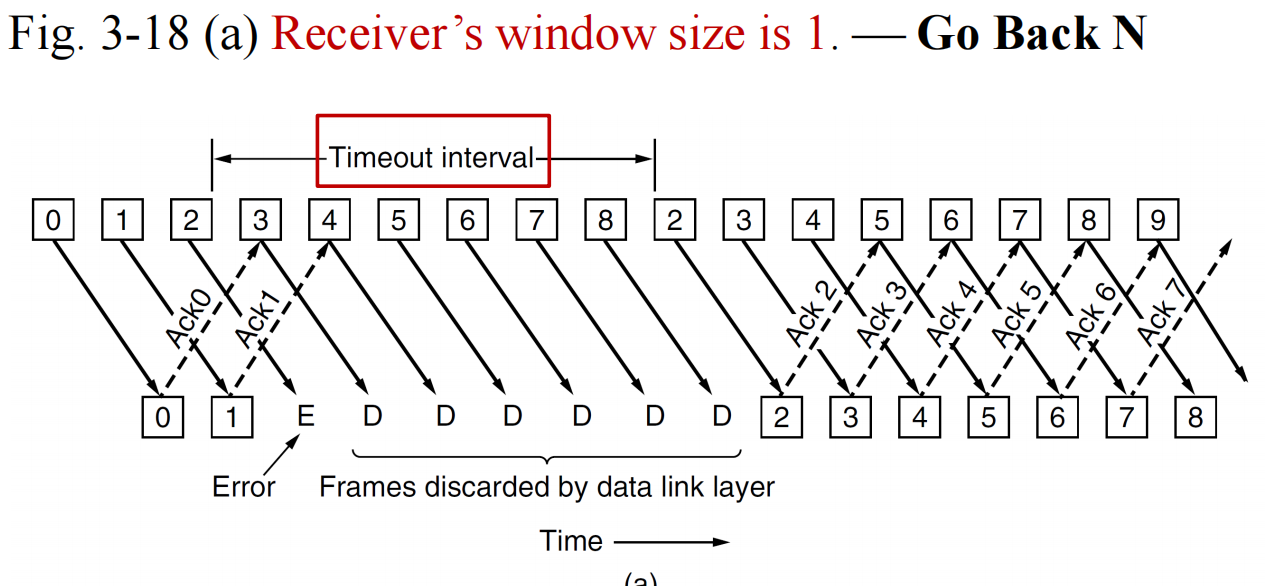 Fig. 3-18 (a) Receiver’s window size is 1. — Go Back N
Timeout interval
0 1 2 3 4 5 6 7 8 2 3 4 5 6 7 8 9
Ack0 Ack1 Ack 2 Ack 3 Ack 4 Ack 5 Ack 6 Ack 7
0 1 E D D D D D D 2 3 4 5 6 7 8
Error Frames discarded by data link layer
Time
(a)